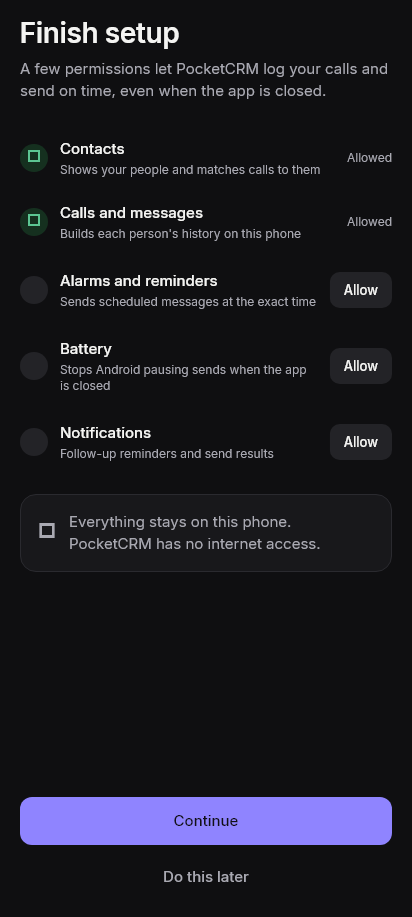 Finish setup
A few permissions let PocketCRM log your calls and
send on time, even when the app is closed.
Contacts
Shows your people and matches calls to them
Allowed
Calls and messages
Builds each person's history on this phone
Allowed
Alarms and reminders
Sends scheduled messages at the exact time
Allow
Battery
Stops Android pausing sends when the app
is closed
Allow
Notifications
Follow-up reminders and send results
Allow
Everything stays on this phone.
PocketCRM has no internet access.
Continue
Do this later